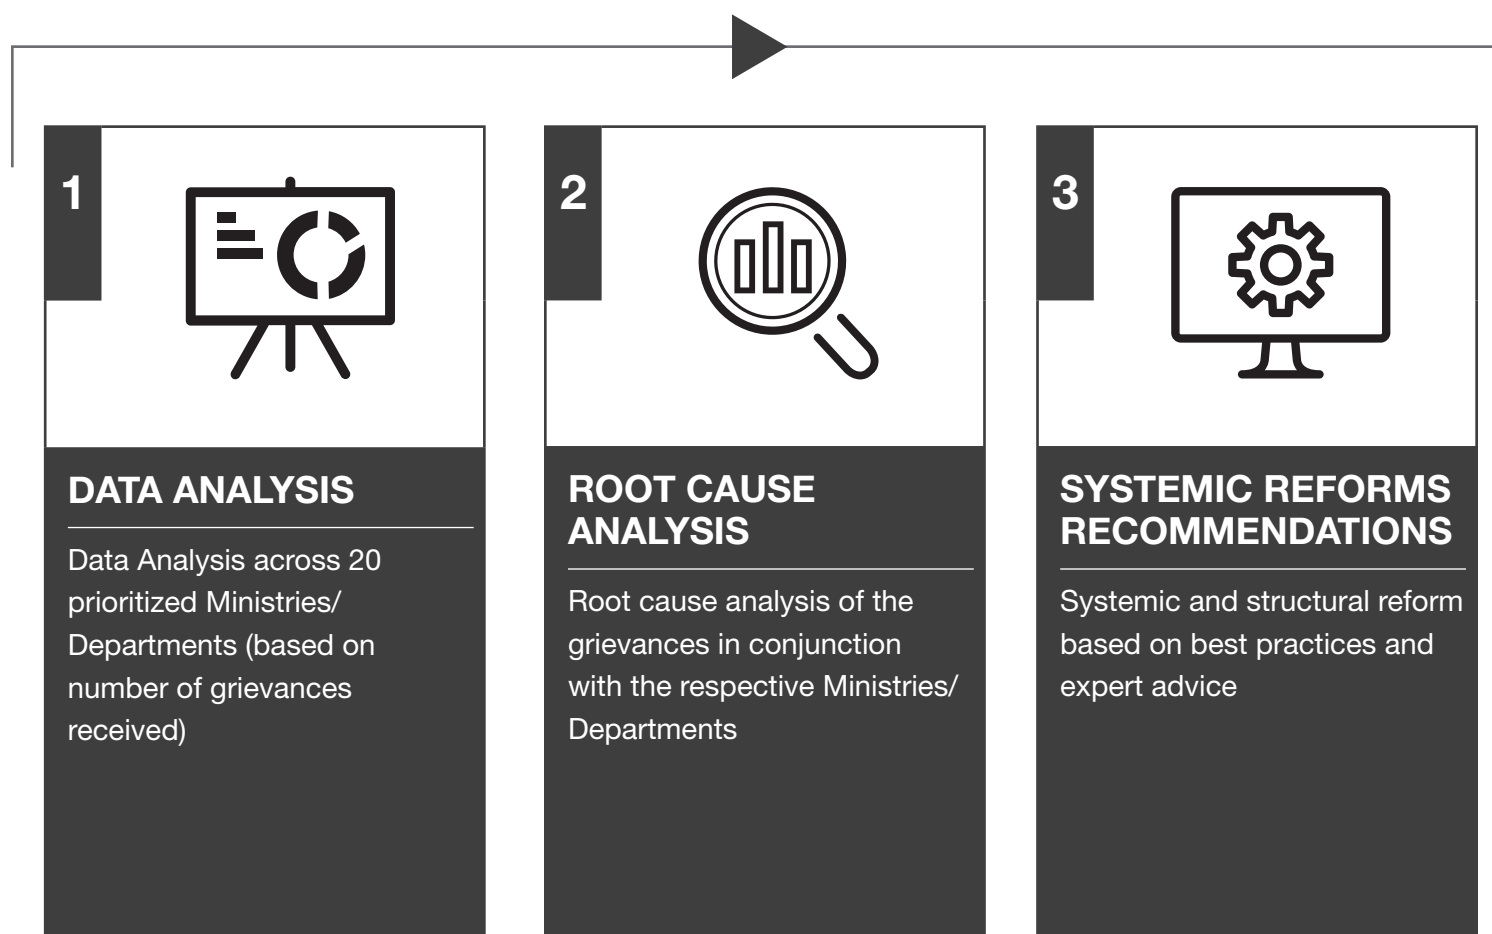 1
DATA ANALYSIS
Data Analysis across 20
prioritized Ministries/
Departments (based on
number of grievances
received)
2
ROOT CAUSE
ANALYSIS
Root cause analysis of the
grievances in conjunction
with the respective Ministries/
Departments
3
SYSTEMIC REFORMS
RECOMMENDATIONS
Systemic and structural reform
based on best practices and
expert advice